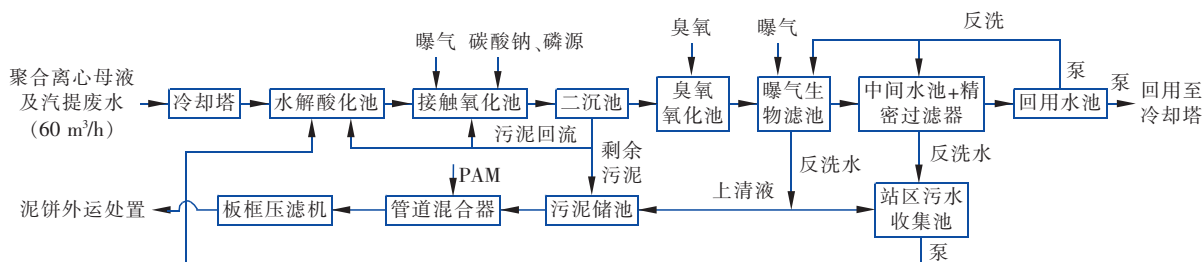 反洗
臭氧
曝气
碳酸钠、磷源
曝气
泵
泵
聚合离心母液
及汽提废水
(60 m³/h)
冷却塔
水解酸化池
接触氧化池
二沉池
臭氧
氧化池
曝气生
物滤池
中间水池+精
密过滤器
回用水池
回用至
冷却塔
污泥回流
剩余
污泥
反洗水
反洗水
PAM
上清液
泥饼外运处置
板框压滤机
管道混合器
污泥储池
站区污水
收集池
泵